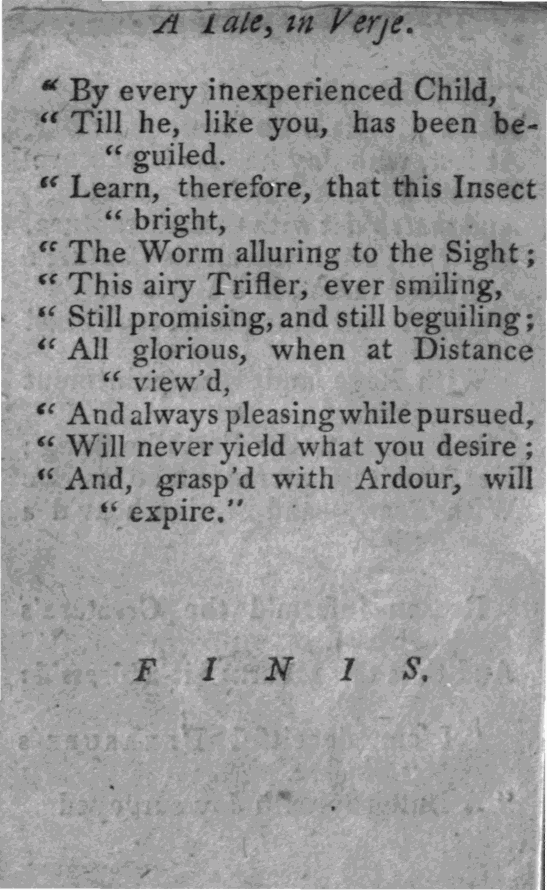 A Tale, in Verſe.
“ By every inexperienced Child,
“ Till he, like you, has been be-
“ guiled.
“ Learn, therefore, that this Insect
“ bright,
“ The Worm alluring to the Sight ;
“ This airy Trifler, ever smiling,
“ Still promising, and still beguiling ;
“ All glorious, when at Distance
“ view'd,
“ And always pleasing while pursued,
“ Will never yield what you desire ;
“ And, grasp'd with Ardour, will
“ expire.”
F I N I S.